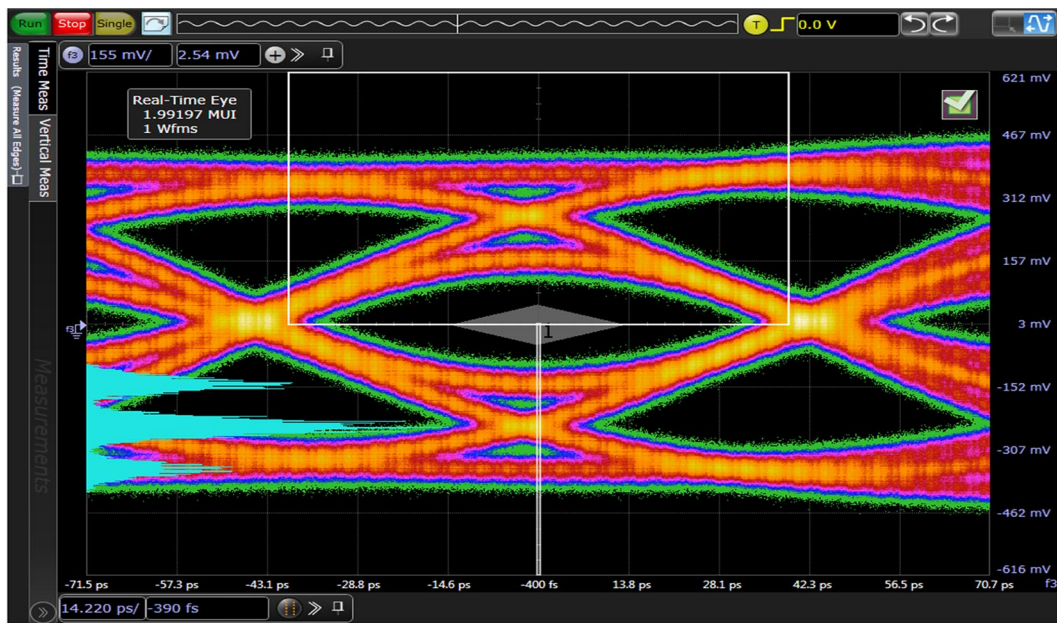 Run Stop Single T 0.0 V
f3 155 mV/ 2.54 mV
Results (Measure All Edges)
Time Meas
Vertical Meas
Measurements
Real-Time Eye
1.99197 MUI
1 Wfms
621 mV
467 mV
312 mV
157 mV
f3 3 mV
1
-152 mV
-307 mV
-462 mV
-616 mV
-71.5 ps -57.3 ps -43.1 ps -28.8 ps -14.6 ps -400 fs 13.8 ps 28.1 ps 42.3 ps 56.5 ps 70.7 ps f3
14.220 ps/ -390 fs